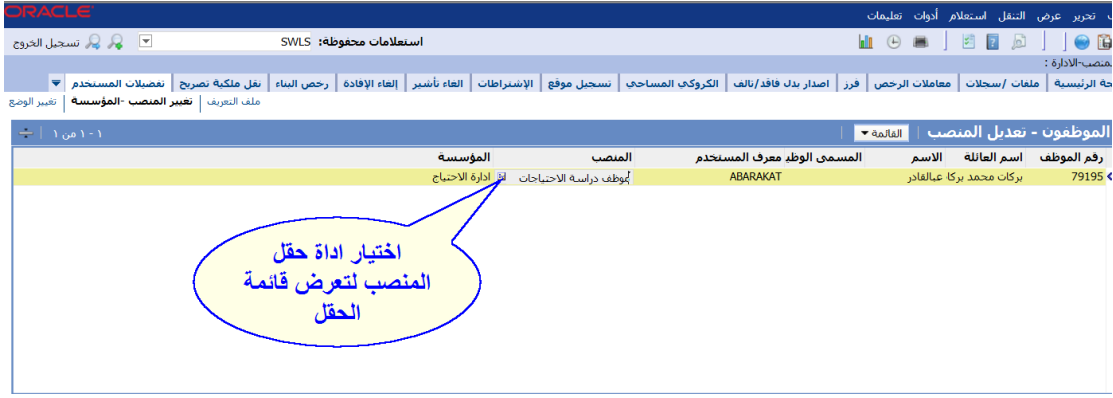 ORACLE
تحرير عرض التنقل استعلام أدوات تعليمات
استعلامات محفوظة: SWLS تسجيل الخروج
منصب-الادارة :
حة الرئيسية ملفات /سجلات معاملات الرخص فرز اصدار بدل فاقد/تالف الكروكي المساحي تسجيل موقع الإشتراطات الغاء تأشير إلغاء الإفادة رخص البناء نقل ملكية تصريح تفضيلات المستخدم
ملف التعريف تغيير المنصب -المؤسسة تغيير الوضع
الموظفون - تعديل المنصب القائمة ١ - ١ من ١
رقم الموظف اسم العائلة الاسم المسمى الوظي معرف المستخدم المنصب المؤسسة
79195 بركات محمد بركا عبالقادر ABARAKAT موظف دراسة الاحتياجات ادارة الاحتياج
اختيار اداة حقل
المنصب لتعرض قائمة
الحقل